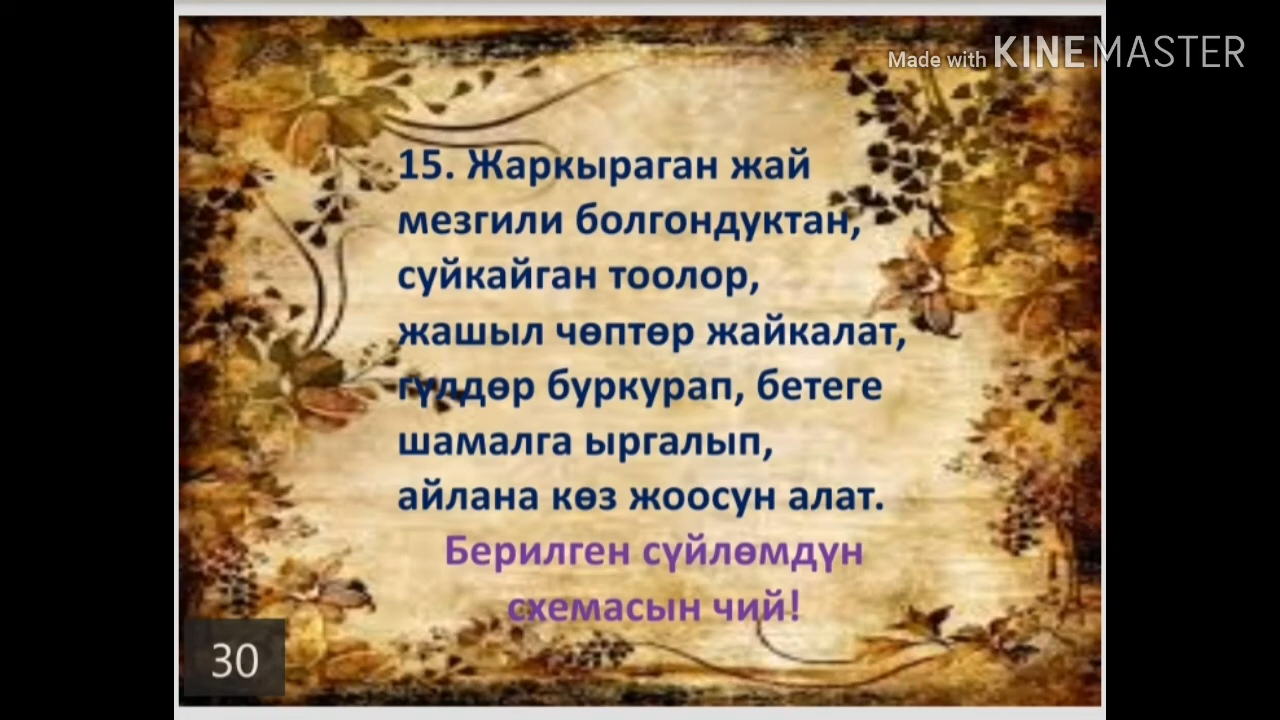 Made with KINEMASTER
15. Жаркыраган жай
мезгили болгондуктан,
суйкайган тоолор,
жашыл чөптөр жайкалат,
гүлдөр буркурап, бетеге
шамалга ыргалып,
айлана көз жоосун алат.
Берилген сүйлөмдүн
схемасын чий!
30